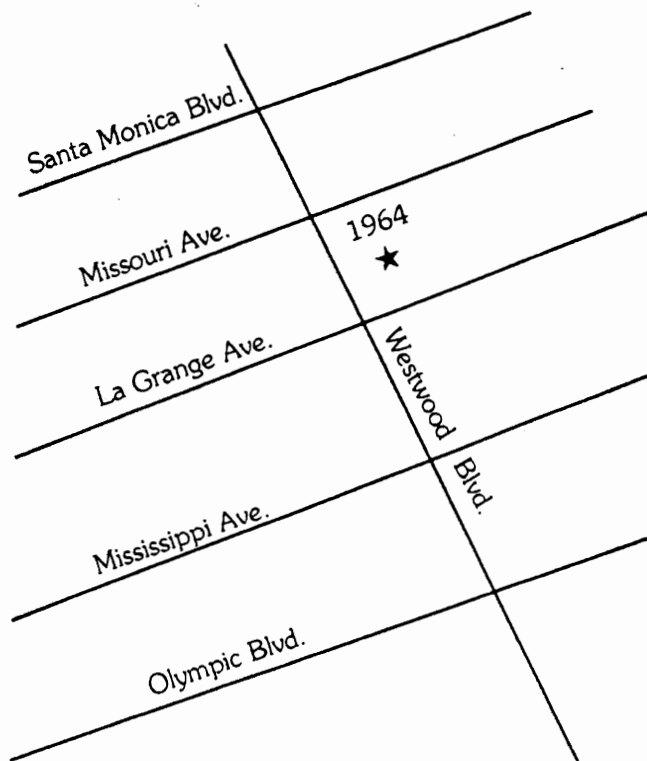 Santa Monica Blvd.
Missouri Ave.
1964
La Grange Ave.
Westwood Blvd.
Mississippi Ave.
Olympic Blvd.